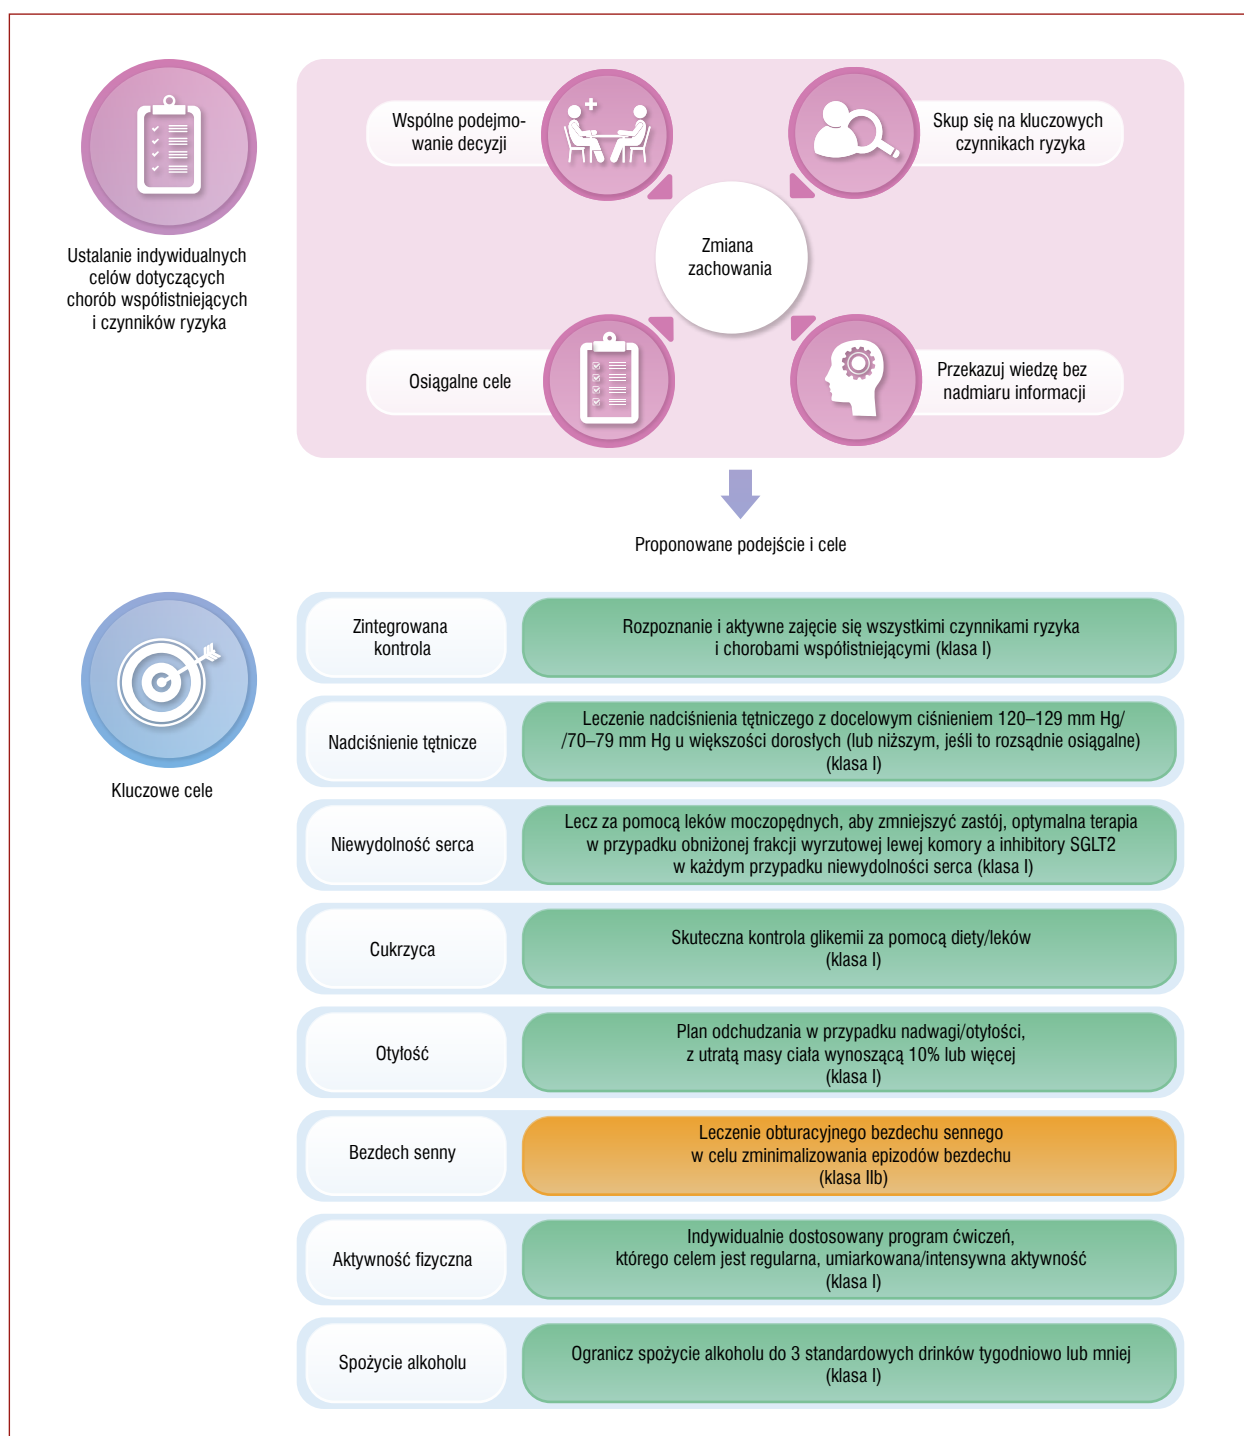 Ustalanie indywidualnych
celów dotyczących
chorób współistniejących
i czynników ryzyka
Wspólne podejmo-
wanie decyzji
Skup się na kluczowych
czynnikach ryzyka
Zmiana
zachowania
Osiągalne cele
Przekazuj wiedzę bez
nadmiaru informacji
Proponowane podejście i cele
Kluczowe cele
Zintegrowana
kontrola
Rozpoznanie i aktywne zajęcie się wszystkimi czynnikami ryzyka
i chorobami współistniejącymi (klasa I)
Nadciśnienie tętnicze
Leczenie nadciśnienia tętniczego z docelowym ciśnieniem 120–129 mm Hg/
/70–79 mm Hg u większości dorosłych (lub niższym, jeśli to rozsądnie osiągalne)
(klasa I)
Niewydolność serca
Lecz za pomocą leków moczopędnych, aby zmniejszyć zastój, optymalna terapia
w przypadku obniżonej frakcji wyrzutowej lewej komory a inhibitory SGLT2
w każdym przypadku niewydolności serca (klasa I)
Cukrzyca
Skuteczna kontrola glikemii za pomocą diety/leków
(klasa I)
Otyłość
Plan odchudzania w przypadku nadwagi/otyłości,
z utratą masy ciała wynoszącą 10% lub więcej
(klasa I)
Bezdech senny
Leczenie obturacyjnego bezdechu sennego
w celu zminimalizowania epizodów bezdechu
(klasa IIb)
Aktywność fizyczna
Indywidualnie dostosowany program ćwiczeń,
którego celem jest regularna, umiarkowana/intensywna aktywność
(klasa I)
Spożycie alkoholu
Ogranicz spożycie alkoholu do 3 standardowych drinków tygodniowo lub mniej
(klasa I)